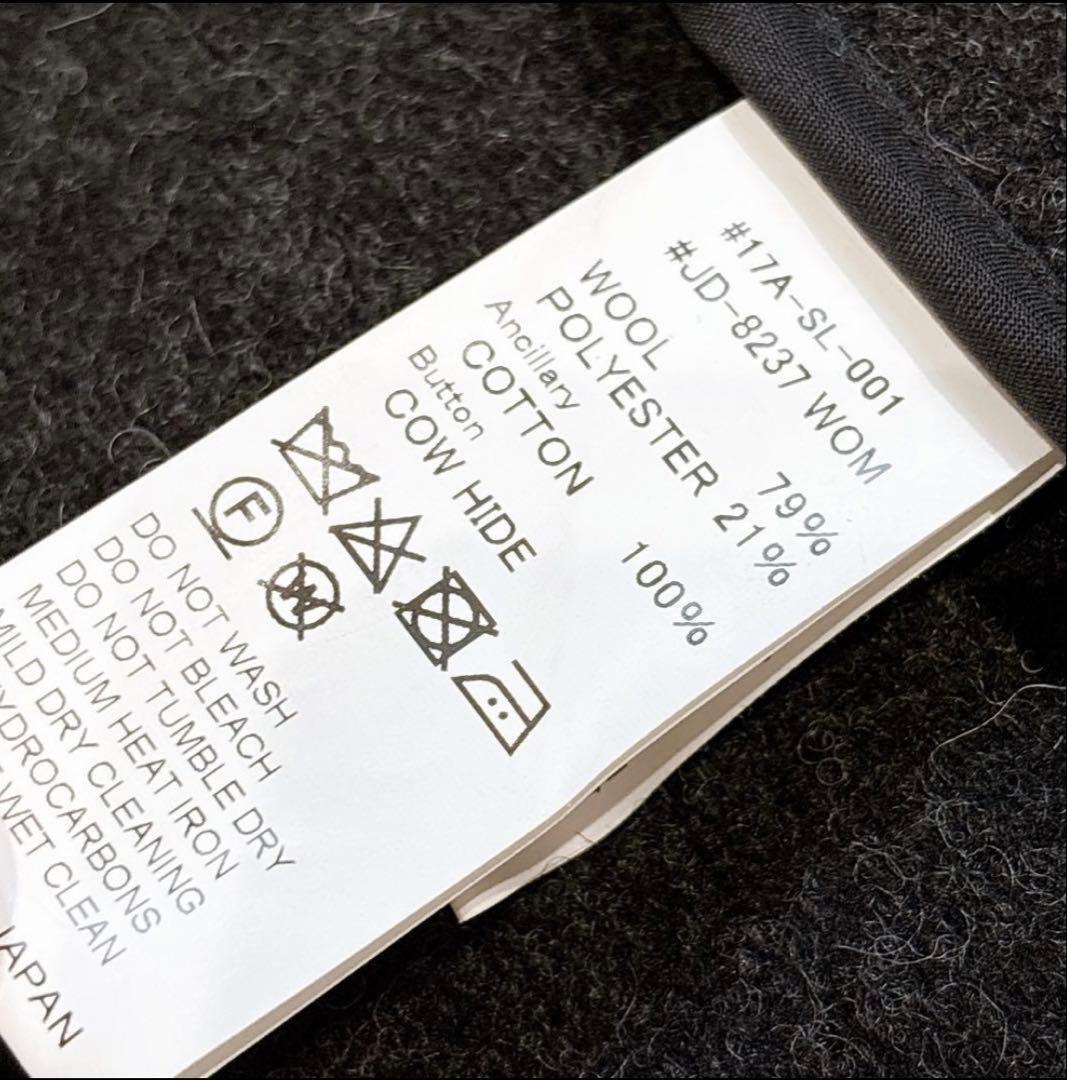 #17A-SL-001
#JD-8237 WOM
WOOL 79%
POLYESTER 21%
Ancillary
COTTON 100%
Button
COW HIDE
F
W
DO NOT WASH
DO NOT BLEACH
DO NOT TUMBLE DRY
MEDIUM HEAT IRON
MILD DRY CLEANING
YDROCARBONS
WET CLEAN
JAPAN